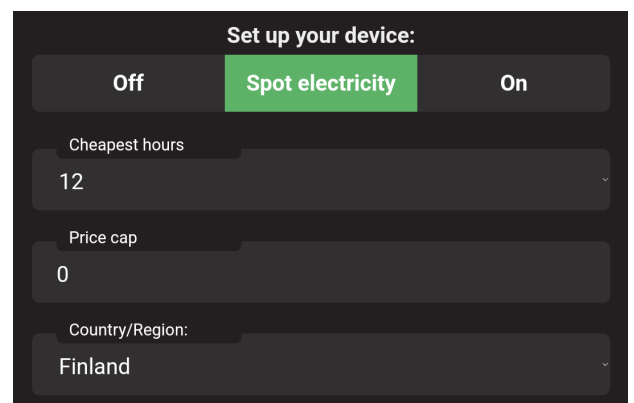 Set up your device:
Off Spot electricity On
Cheapest hours
12
Price cap
0
Country/Region:
Finland